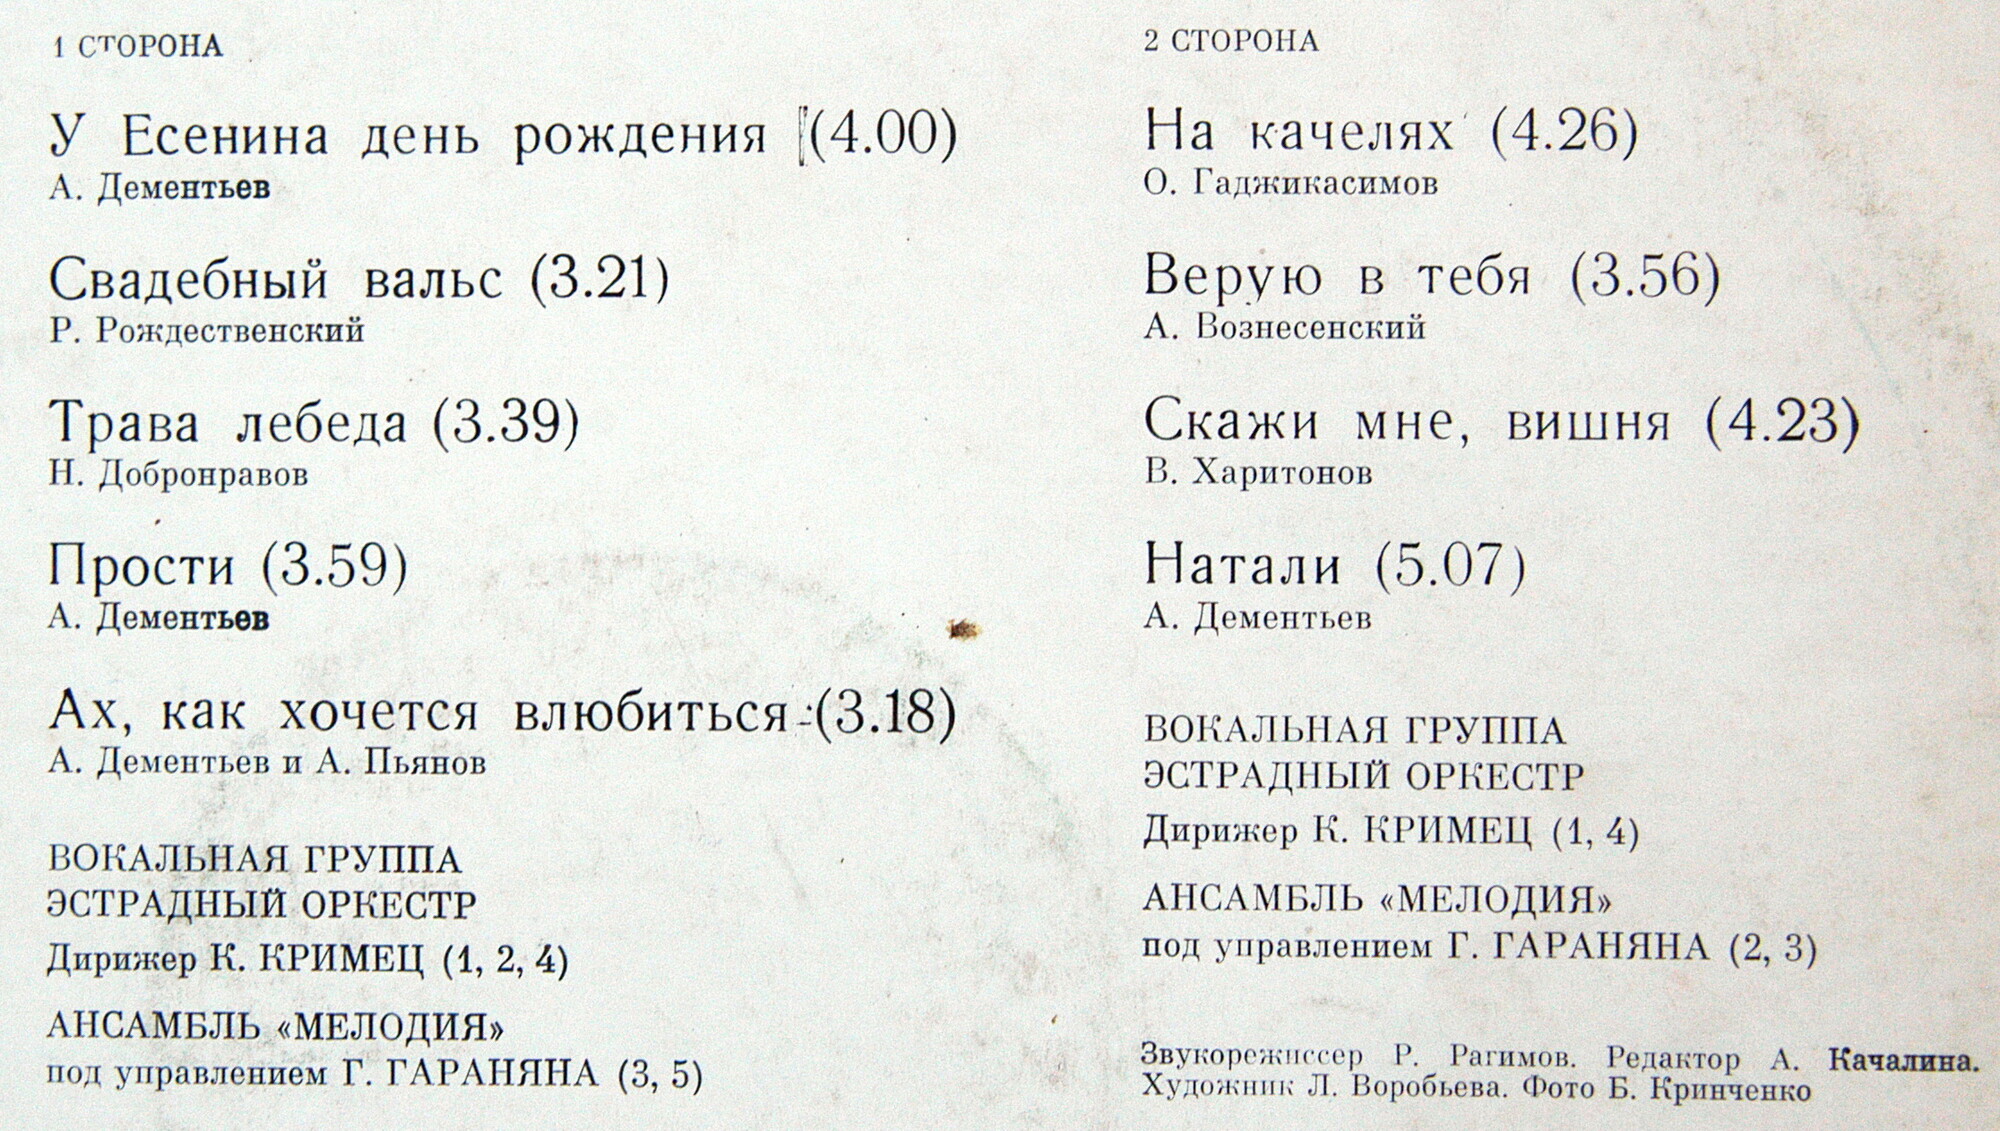 1 СТОРОНА
У Есенина день рождения (4.00)
А. Дементьев
Свадебный вальс (3.21)
Р. Рождественский
Трава лебеда (3.39)
Н. Добронравов
Прости (3.59)
А. Дементьев
Ах, как хочется влюбиться (3.18)
А. Дементьев и А. Пьянов
ВОКАЛЬНАЯ ГРУППА
ЭСТРАДНЫЙ ОРКЕСТР
Дирижер К. КРИМЕЦ (1, 2, 4)
АНСАМБЛЬ «МЕЛОДИЯ»
под управлением Г. ГАРАНЯНА (3, 5)
2 СТОРОНА
На качелях (4.26)
О. Гаджикасимов
Верую в тебя (3.56)
А. Вознесенский
Скажи мне, вишня (4.23)
В. Харитонов
Натали (5.07)
А. Дементьев
ВОКАЛЬНАЯ ГРУППА
ЭСТРАДНЫЙ ОРКЕСТР
Дирижер К. КРИМЕЦ (1, 4)
АНСАМБЛЬ «МЕЛОДИЯ»
под управлением Г. ГАРАНЯНА (2, 3)
Звукорежиссер Р. Рагимов. Редактор А. Качалина.
Художник Л. Воробьева. Фото Б. Кринченко